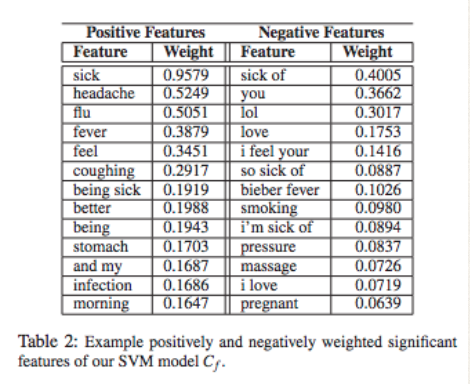 Positive Features Negative Features
Feature Weight Feature Weight
sick 0.9579 sick of 0.4005
headache 0.5249 you 0.3662
flu 0.5051 lol 0.3017
fever 0.3879 love 0.1753
feel 0.3451 i feel your 0.1416
coughing 0.2917 so sick of 0.0887
being sick 0.1919 bieber fever 0.1026
better 0.1988 smoking 0.0980
being 0.1943 i'm sick of 0.0894
stomach 0.1703 pressure 0.0837
and my 0.1687 massage 0.0726
infection 0.1686 i love 0.0719
morning 0.1647 pregnant 0.0639
Table 2: Example positively and negatively weighted significant
features of our SVM model Cf.